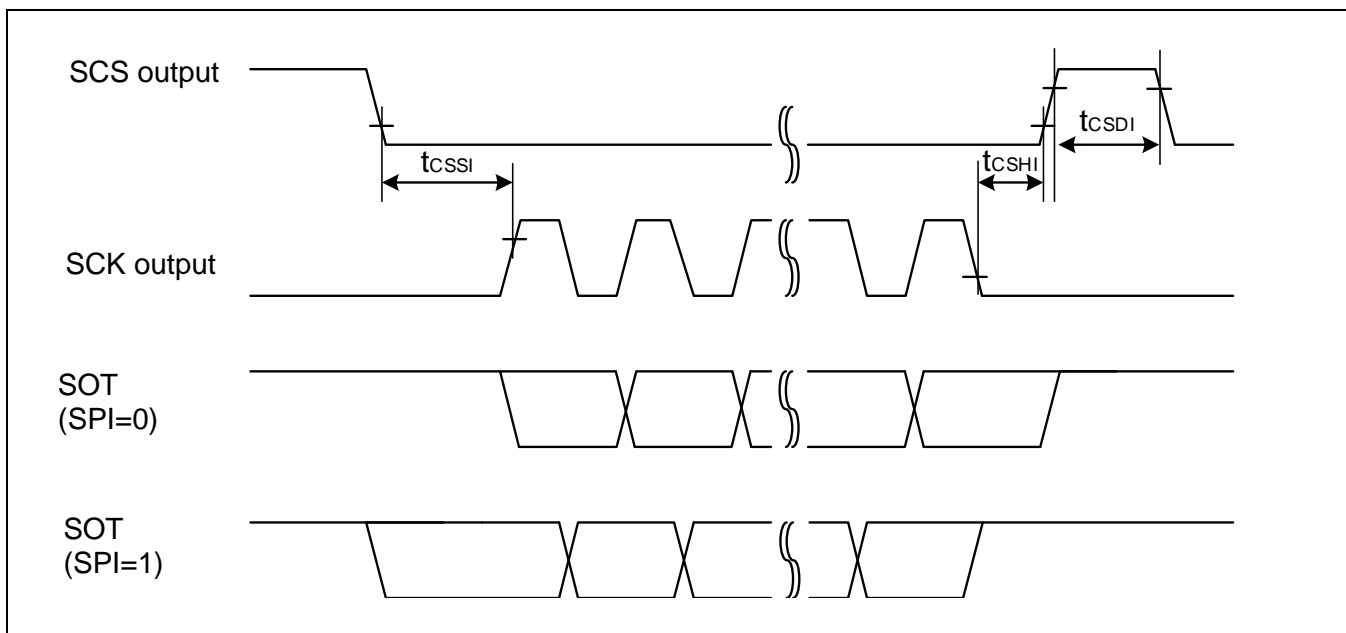 SCS output
tCSSI
tCSHI
tCSDI
SCK output
SOT
(SPI=0)
SOT
(SPI=1)